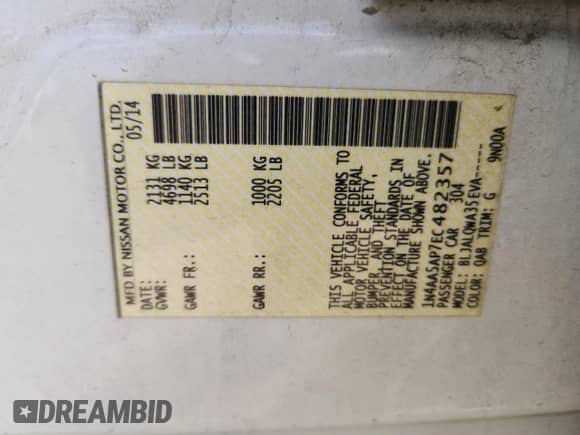 MFD BY NISSAN MOTOR CO., LTD.
DATE: 05/14
GVWR: 2131 KG
4698 LB
GAWR FR.: 1140 KG
2513 LB
GAWR RR.: 1000 KG
2205 LB
THIS VEHICLE CONFORMS TO
ALL APPLICABLE FEDERAL
MOTOR VEHICLE SAFETY,
BUMPER, AND THEFT
PREVENTION STANDARDS IN
EFFECT ON THE DATE OF
MANUFACTURE SHOWN ABOVE.
1N4AA5AP7EC482357
PASSENGER CAR 304
MODEL: BLJALQWA35EVA-----
COLOR: QAB TRIM: G 9N00A
DREAMBID